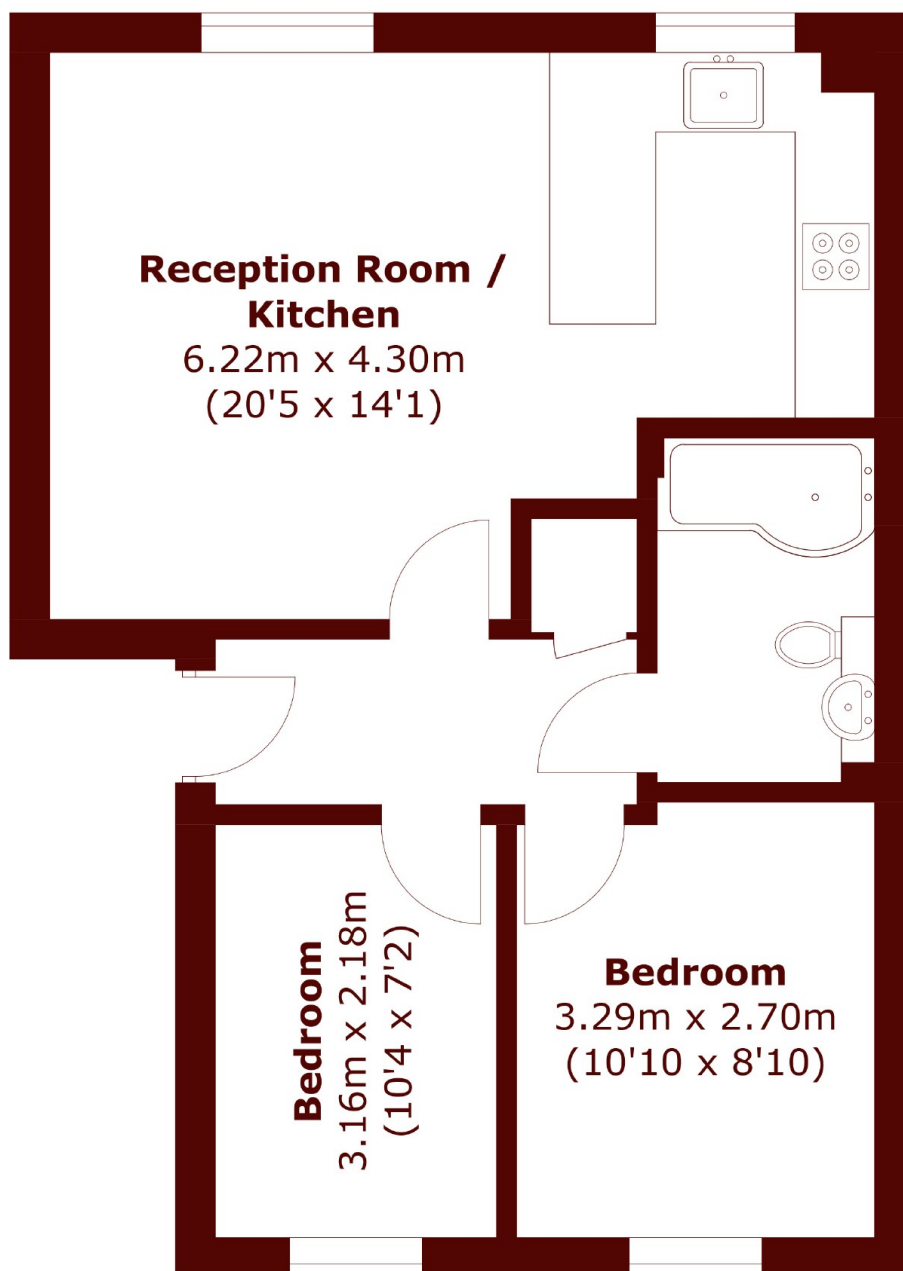 Reception Room /
Kitchen
6.22m x 4.30m
(20'5 x 14'1)
Bedroom
3.16m x 2.18m
(10'4 x 7'2)
Bedroom
3.29m x 2.70m
(10'10 x 8'10)